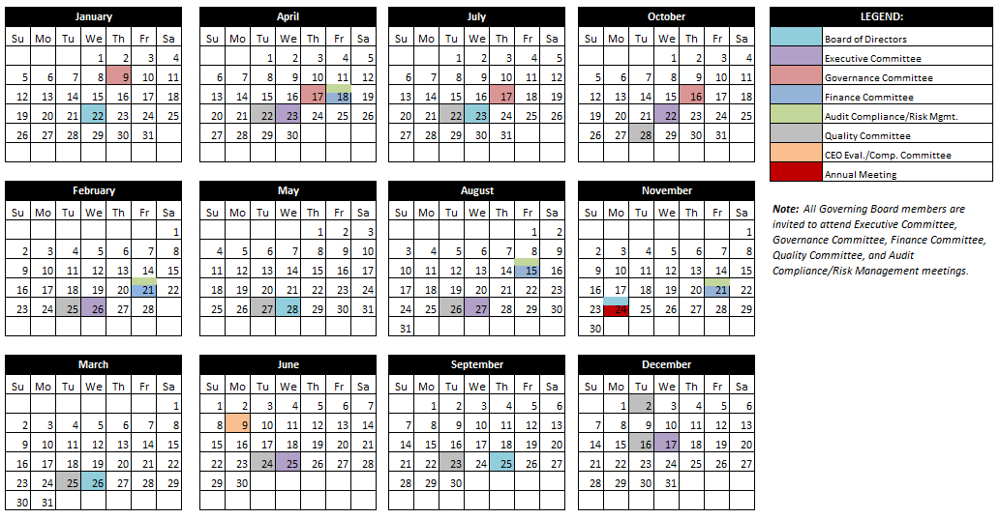 January April July October LEGEND:
Su Mo Tu We Th Fr Sa Su Mo Tu We Th Fr Sa Su Mo Tu We Th Fr Sa Su Mo Tu We Th Fr Sa Board of Directors
1 2 3 4 1 2 3 4 5 1 2 3 4 5 1 2 3 4 Executive Committee
5 6 7 8 9 10 11 6 7 8 9 10 11 12 6 7 8 9 10 11 12 5 6 7 8 9 10 11 Governance Committee
12 13 14 15 16 17 18 13 14 15 16 17 18 19 13 14 15 16 17 18 19 12 13 14 15 16 17 18 Finance Committee
19 20 21 22 23 24 25 20 21 22 23 24 25 26 20 21 22 23 24 25 26 19 20 21 22 23 24 25 Audit Compliance/Risk Mgmt.
26 27 28 29 30 31 27 28 29 30 27 28 29 30 31 26 27 28 29 30 31 Quality Committee
CEO Eval./Comp. Committee
Annual Meeting
February May August November
Su Mo Tu We Th Fr Sa Su Mo Tu We Th Fr Sa Su Mo Tu We Th Fr Sa Su Mo Tu We Th Fr Sa
1 1 2 3 1 2 1
2 3 4 5 6 7 8 4 5 6 7 8 9 10 3 4 5 6 7 8 9 2 3 4 5 6 7 8
9 10 11 12 13 14 15 11 12 13 14 15 16 17 10 11 12 13 14 15 16 9 10 11 12 13 14 15
16 17 18 19 20 21 22 18 19 20 21 22 23 24 17 18 19 20 21 22 23 16 17 18 19 20 21 22
23 24 25 26 27 28 25 26 27 28 29 30 31 24 25 26 27 28 29 30 23 24 25 26 27 28 29
31 30
Note: All Governing Board members are
invited to attend Executive Committee,
Governance Committee, Finance Committee,
Quality Committee, and Audit
Compliance/Risk Management meetings.
March June September December
Su Mo Tu We Th Fr Sa Su Mo Tu We Th Fr Sa Su Mo Tu We Th Fr Sa Su Mo Tu We Th Fr Sa
1 1 2 3 4 5 6 7 1 2 3 4 5 6 1 2 3 4 5 6
2 3 4 5 6 7 8 8 9 10 11 12 13 14 7 8 9 10 11 12 13 7 8 9 10 11 12 13
9 10 11 12 13 14 15 15 16 17 18 19 20 21 14 15 16 17 18 19 20 14 15 16 17 18 19 20
16 17 18 19 20 21 22 22 23 24 25 26 27 28 21 22 23 24 25 26 27 21 22 23 24 25 26 27
23 24 25 26 27 28 29 29 30 28 29 30 28 29 30 31
30 31